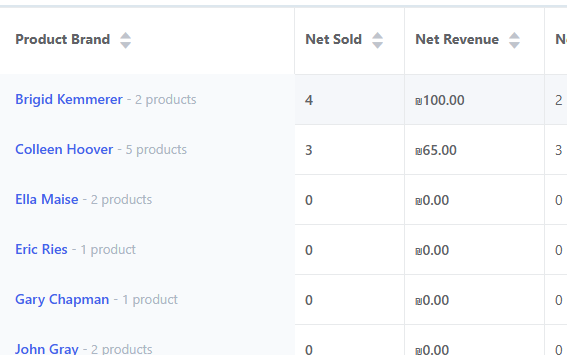 Product Brand Net Sold Net Revenue
Brigid Kemmerer - 2 products 4 ₪100.00 2
Colleen Hoover - 5 products 3 ₪65.00 3
Ella Maise - 2 products 0 ₪0.00 0
Eric Ries - 1 product 0 ₪0.00 0
Gary Chapman - 1 product 0 ₪0.00 0
John Gray - 2 products 0 ₪0.00 0